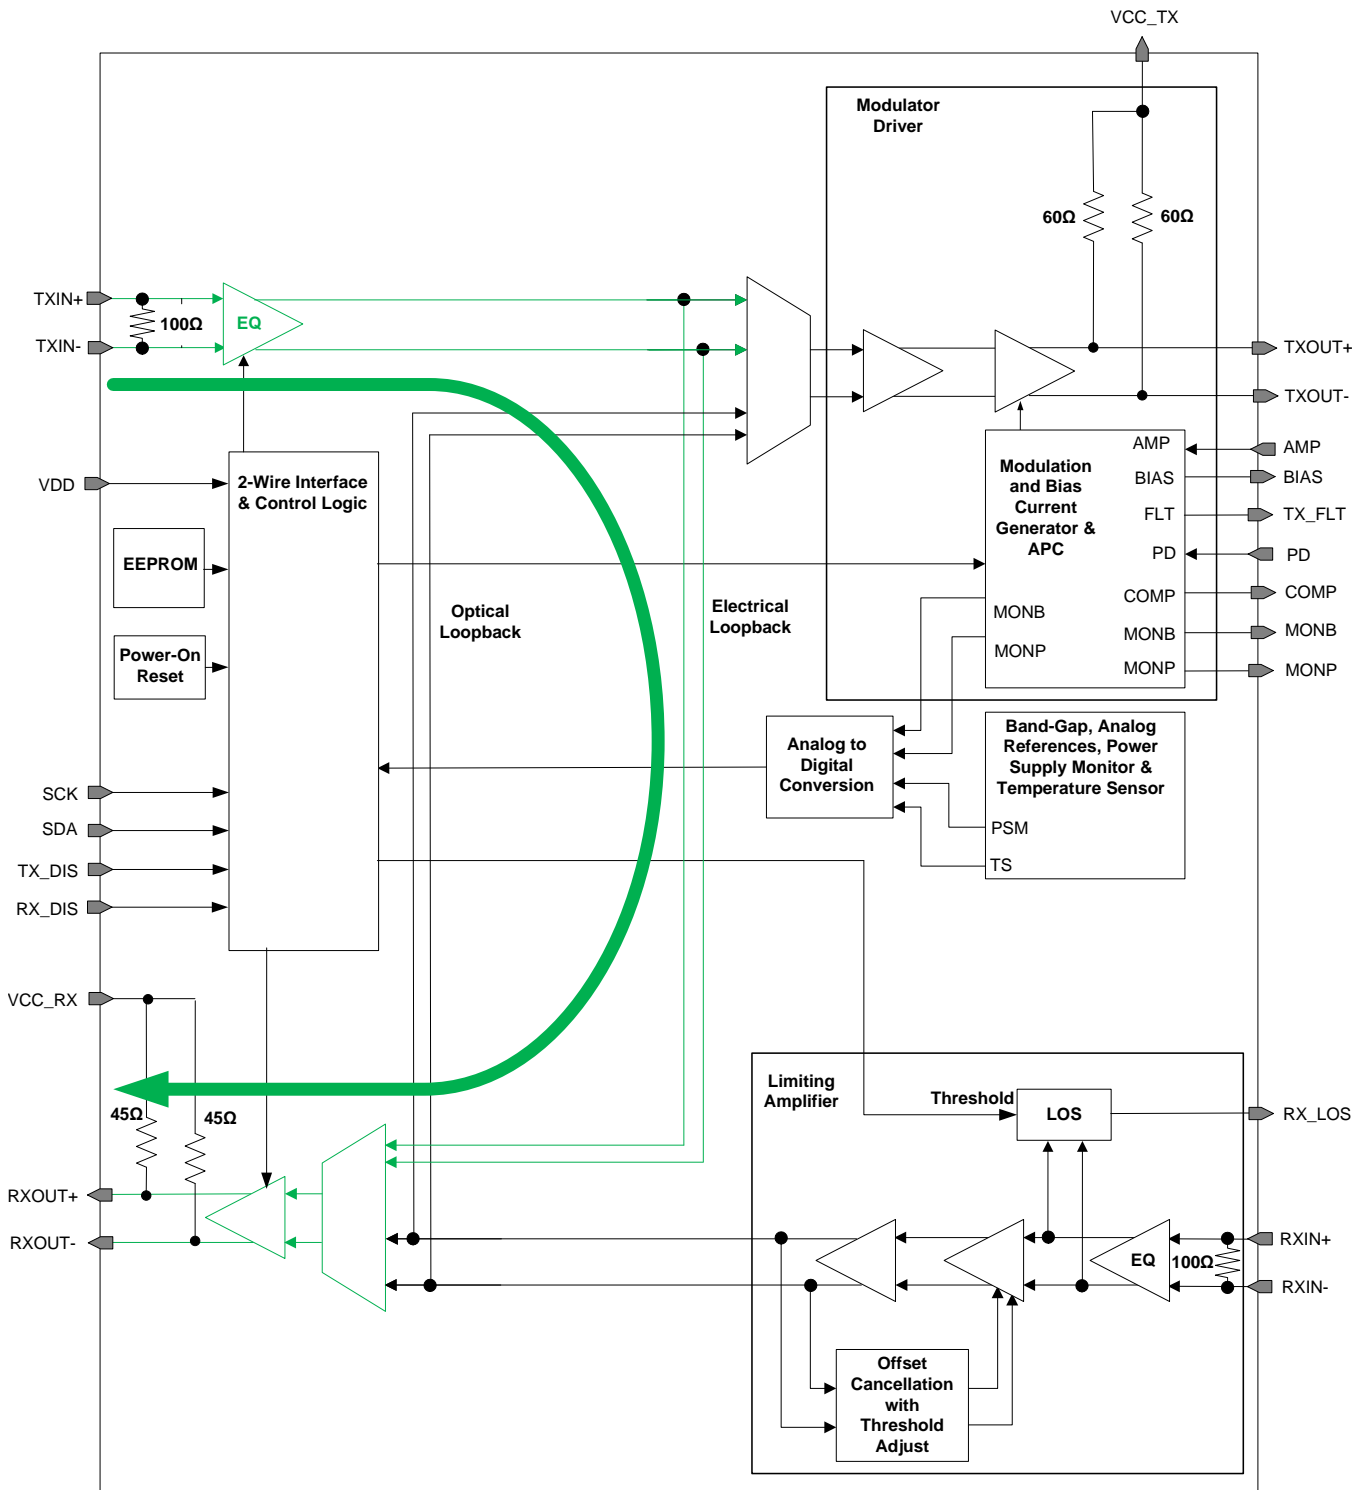 VCC_TX
Modulator
Driver
60Ω
60Ω
TXIN+
100Ω
EQ
TXIN-
TXOUT+
TXOUT-
2-Wire Interface
& Control Logic
VDD
EEPROM
Power-On
Reset
Optical
Loopback
Electrical
Loopback
Modulation
and Bias
Current
Generator &
APC
AMP
BIAS
FLT
PD
COMP
MONB
MONP
MONB
MONP
AMP
BIAS
TX_FLT
PD
COMP
MONB
MONP
Analog to
Digital
Conversion
Band-Gap, Analog
References, Power
Supply Monitor &
Temperature Sensor
PSM
TS
SCK
SDA
TX_DIS
RX_DIS
VCC_RX
45Ω
45Ω
RXOUT+
RXOUT-
Limiting
Amplifier
Threshold
LOS
RX_LOS
EQ
100Ω
RXIN+
RXIN-
Offset
Cancellation
with
Threshold
Adjust